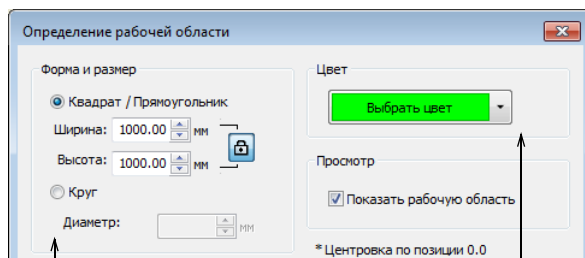 Определение рабочей области
Форма и размер
Квадрат / Прямоугольник
Ширина: 1000.00 мм
Высота: 1000.00 мм
Круг
Диаметр: мм
Цвет
Выбрать цвет
Просмотр
Показать рабочую область
* Центровка по позиции 0.0